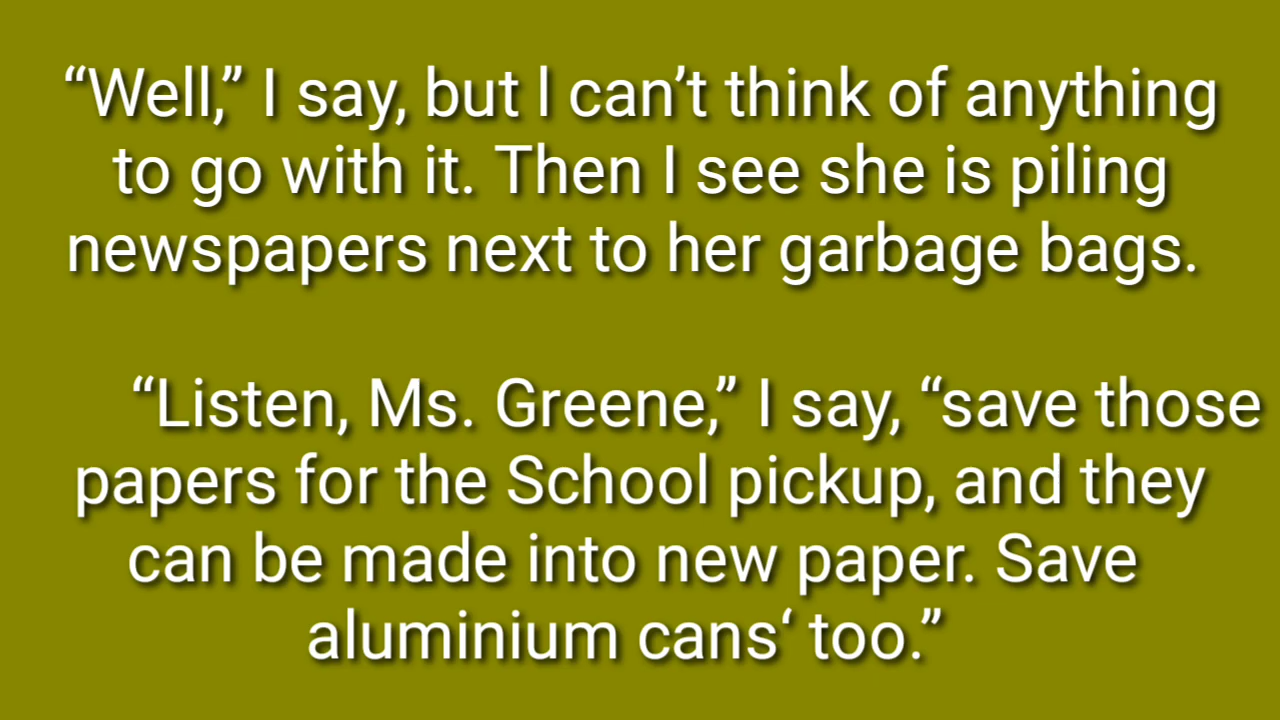 “Well,” I say, but l can’t think of anything
to go with it. Then I see she is piling
newspapers next to her garbage bags.
“Listen, Ms. Greene,” I say, “save those
papers for the School pickup, and they
can be made into new paper. Save
aluminium cans‘ too.”